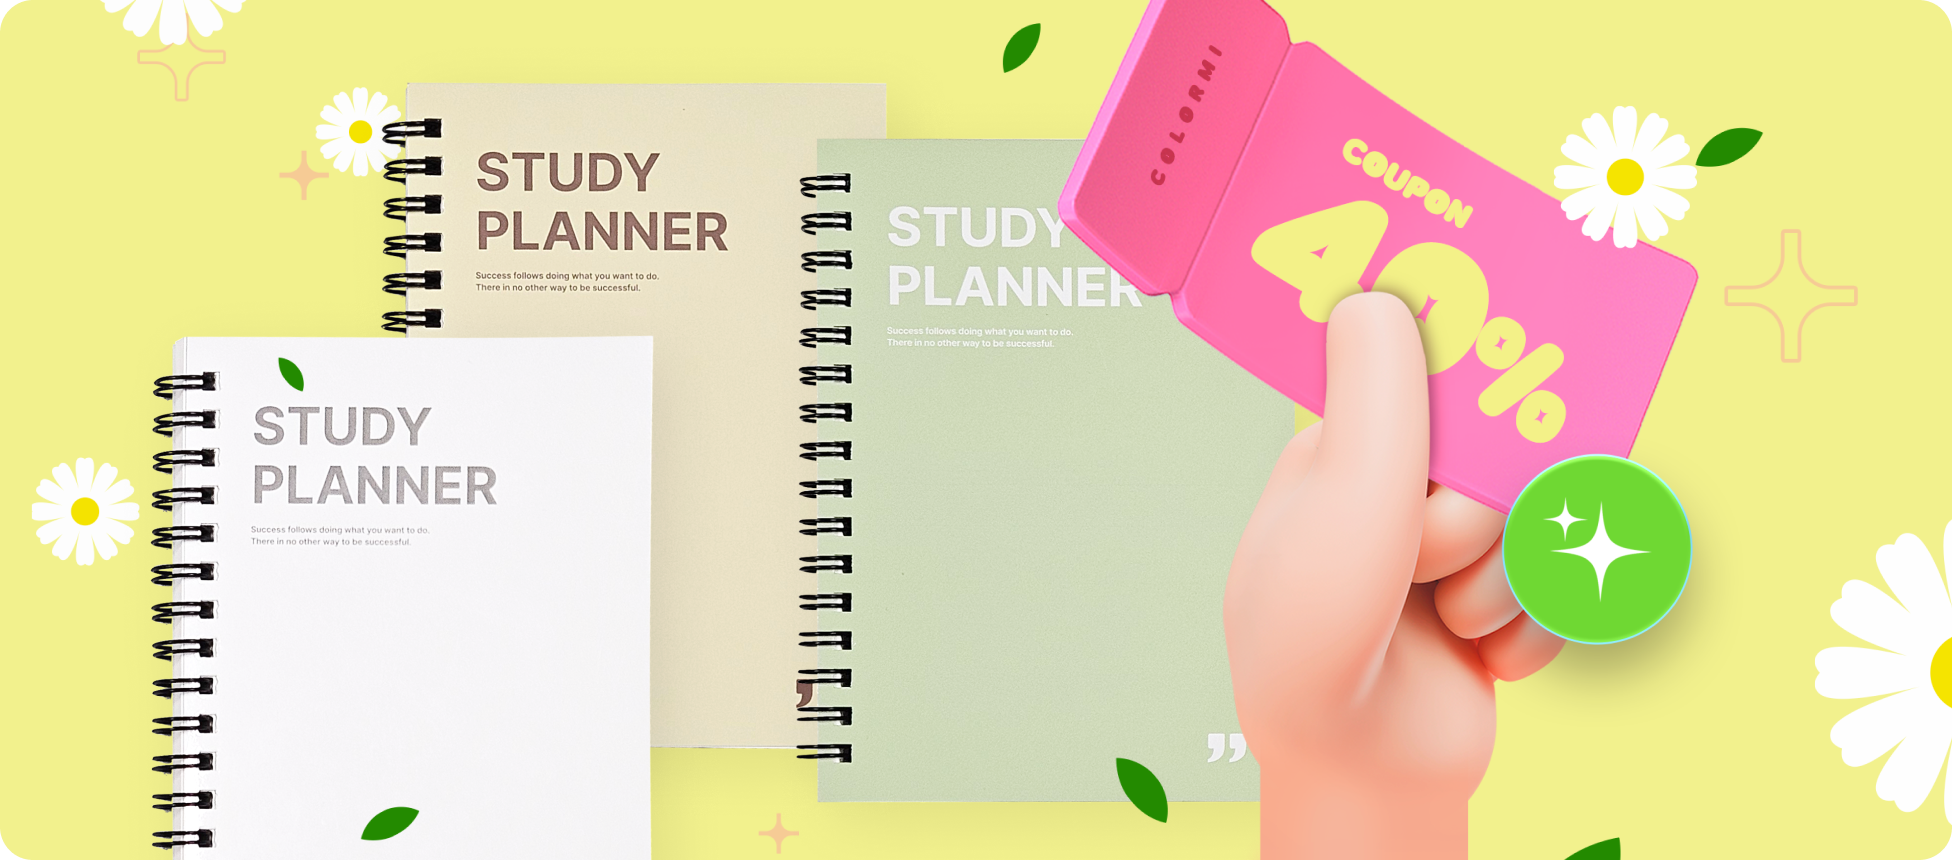 STUDY
PLANNER
Success follows doing what you want to do.
There in no other way to be successful.
STUDY
PLANNER
Success follows doing what you want to do.
There in no other way to be successful.
STUDY
PLANNER
Success follows doing what you want to do.
There in no other way to be successful.
”
COLORMI
COUPON
40%